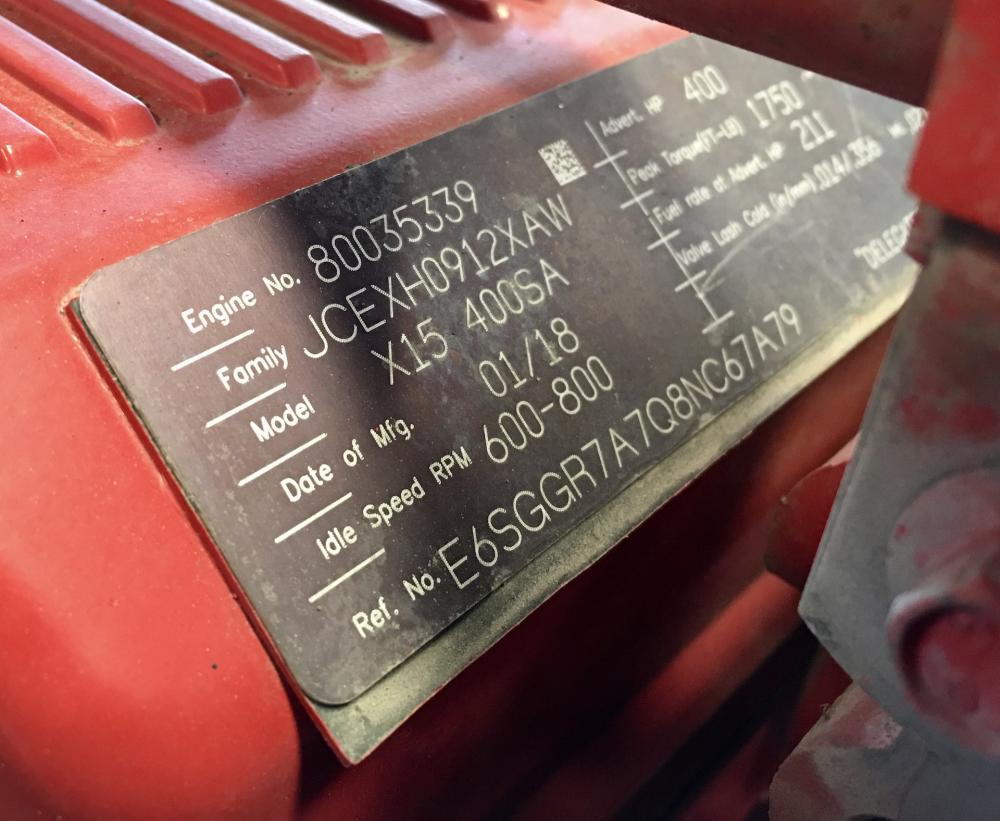 Engine No. 80035339
Family JCEXH0912XAW
Model X15 400SA
Date of Mfg. 01/18
Idle Speed RPM 600-800
Ref. No. E6SGGR7A7Q8NC67A79
Advert. HP 400
Peak Torque(FT-LB) 1750
Fuel rate at Advert. HP 211
Valve Lash Cold (in/mm) .014/.356